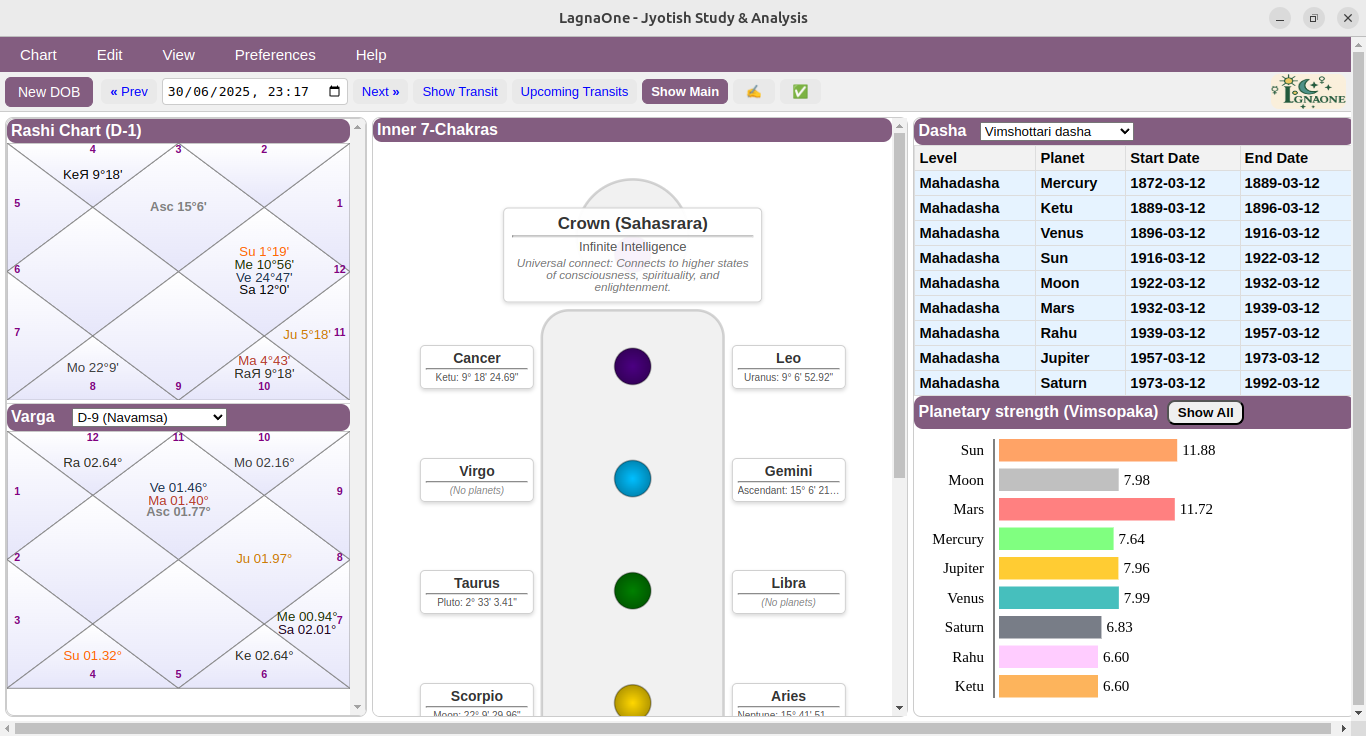 LagnaOne - Jyotish Study & Analysis
Chart Edit View Preferences Help
New DOB « Prev 30/06/2025, 23:17 Next » Show Transit Upcoming Transits Show Main
LGNAONE
Rashi Chart (D-1)
4 3 2
KeЯ 9°18'
5 Asc 15°6' 1
Su 1°19'
Me 10°56'
6 12
Ve 24°47'
Sa 12°0'
7 Ju 5°18' 11
Ma 4°43'
Mo 22°9' RaЯ 9°18'
8 9 10
Varga D-9 (Navamsa)
12 11 10
Ra 02.64° Mo 02.16°
1 Ve 01.46° 9
Ma 01.40°
Asc 01.77°
2 Ju 01.97° 8
3 Me 00.94° 7
Sa 02.01°
Su 01.32° Ke 02.64°
4 5 6
Inner 7-Chakras
Crown (Sahasrara)
Infinite Intelligence
Universal connect: Connects to higher states
of consciousness, spirituality, and
enlightenment.
Cancer
Ketu: 9° 18' 24.69"
Leo
Uranus: 9° 6' 52.92"
Virgo
(No planets)
Gemini
Ascendant: 15° 6' 21...
Taurus
Pluto: 2° 33' 3.41"
Libra
(No planets)
Scorpio
Moon: 22° 9' 29.96"
Aries
Neptune: 15° 41' 51...
Dasha Vimshottari dasha
Level Planet Start Date End Date
Mahadasha Mercury 1872-03-12 1889-03-12
Mahadasha Ketu 1889-03-12 1896-03-12
Mahadasha Venus 1896-03-12 1916-03-12
Mahadasha Sun 1916-03-12 1922-03-12
Mahadasha Moon 1922-03-12 1932-03-12
Mahadasha Mars 1932-03-12 1939-03-12
Mahadasha Rahu 1939-03-12 1957-03-12
Mahadasha Jupiter 1957-03-12 1973-03-12
Mahadasha Saturn 1973-03-12 1992-03-12
Planetary strength (Vimsopaka) Show All
Sun 11.88
Moon 7.98
Mars 11.72
Mercury 7.64
Jupiter 7.96
Venus 7.99
Saturn 6.83
Rahu 6.60
Ketu 6.60